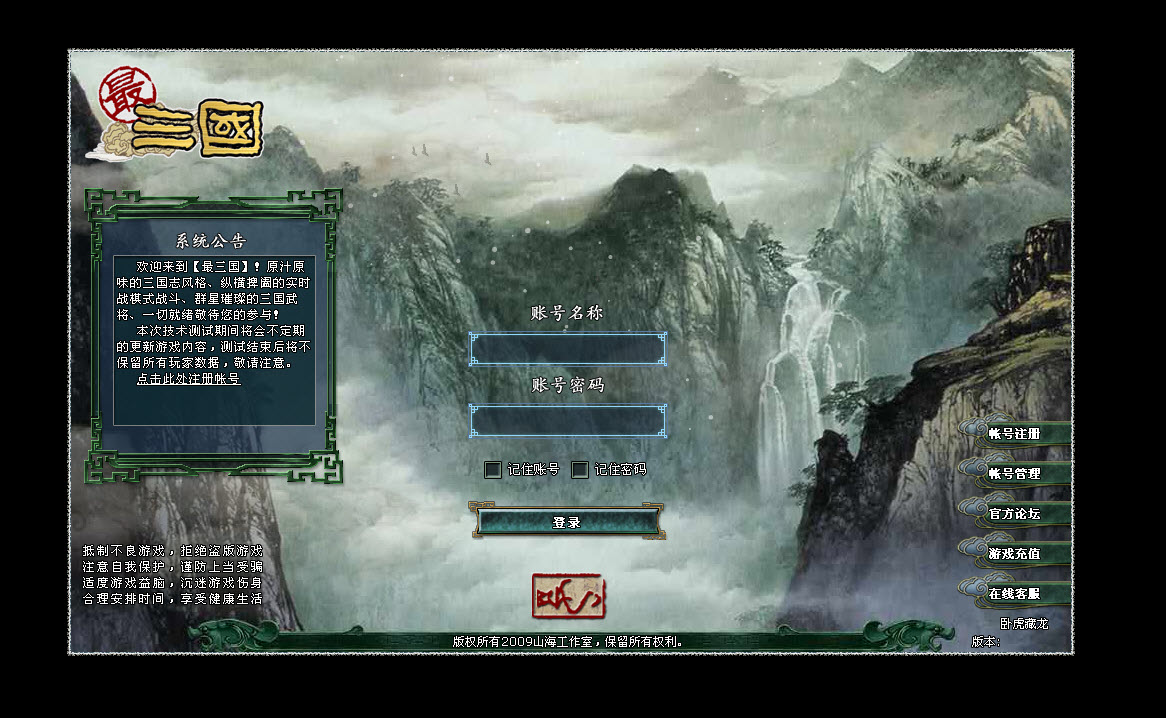 最三國
系统公告
欢迎来到【最三国】！原汁原
味的三国志风格、纵横捭阖的实时
战棋式战斗、群星璀璨的三国武
将、一切就绪敬待您的参与！
本次技术测试期间将会不定期
的更新游戏内容，测试结束后将不
保留所有玩家数据，敬请注意。
点击此处注册帐号
账号名称
账号密码
记住账号
记住密码
登录
帐号注册
帐号管理
官方论坛
游戏充值
在线客服
抵制不良游戏，拒绝盗版游戏
注意自我保护，谨防上当受骗
适度游戏益脑，沉迷游戏伤身
合理安排时间，享受健康生活
卧虎藏龙
版本：
版权所有2009山海工作室，保留所有权利。